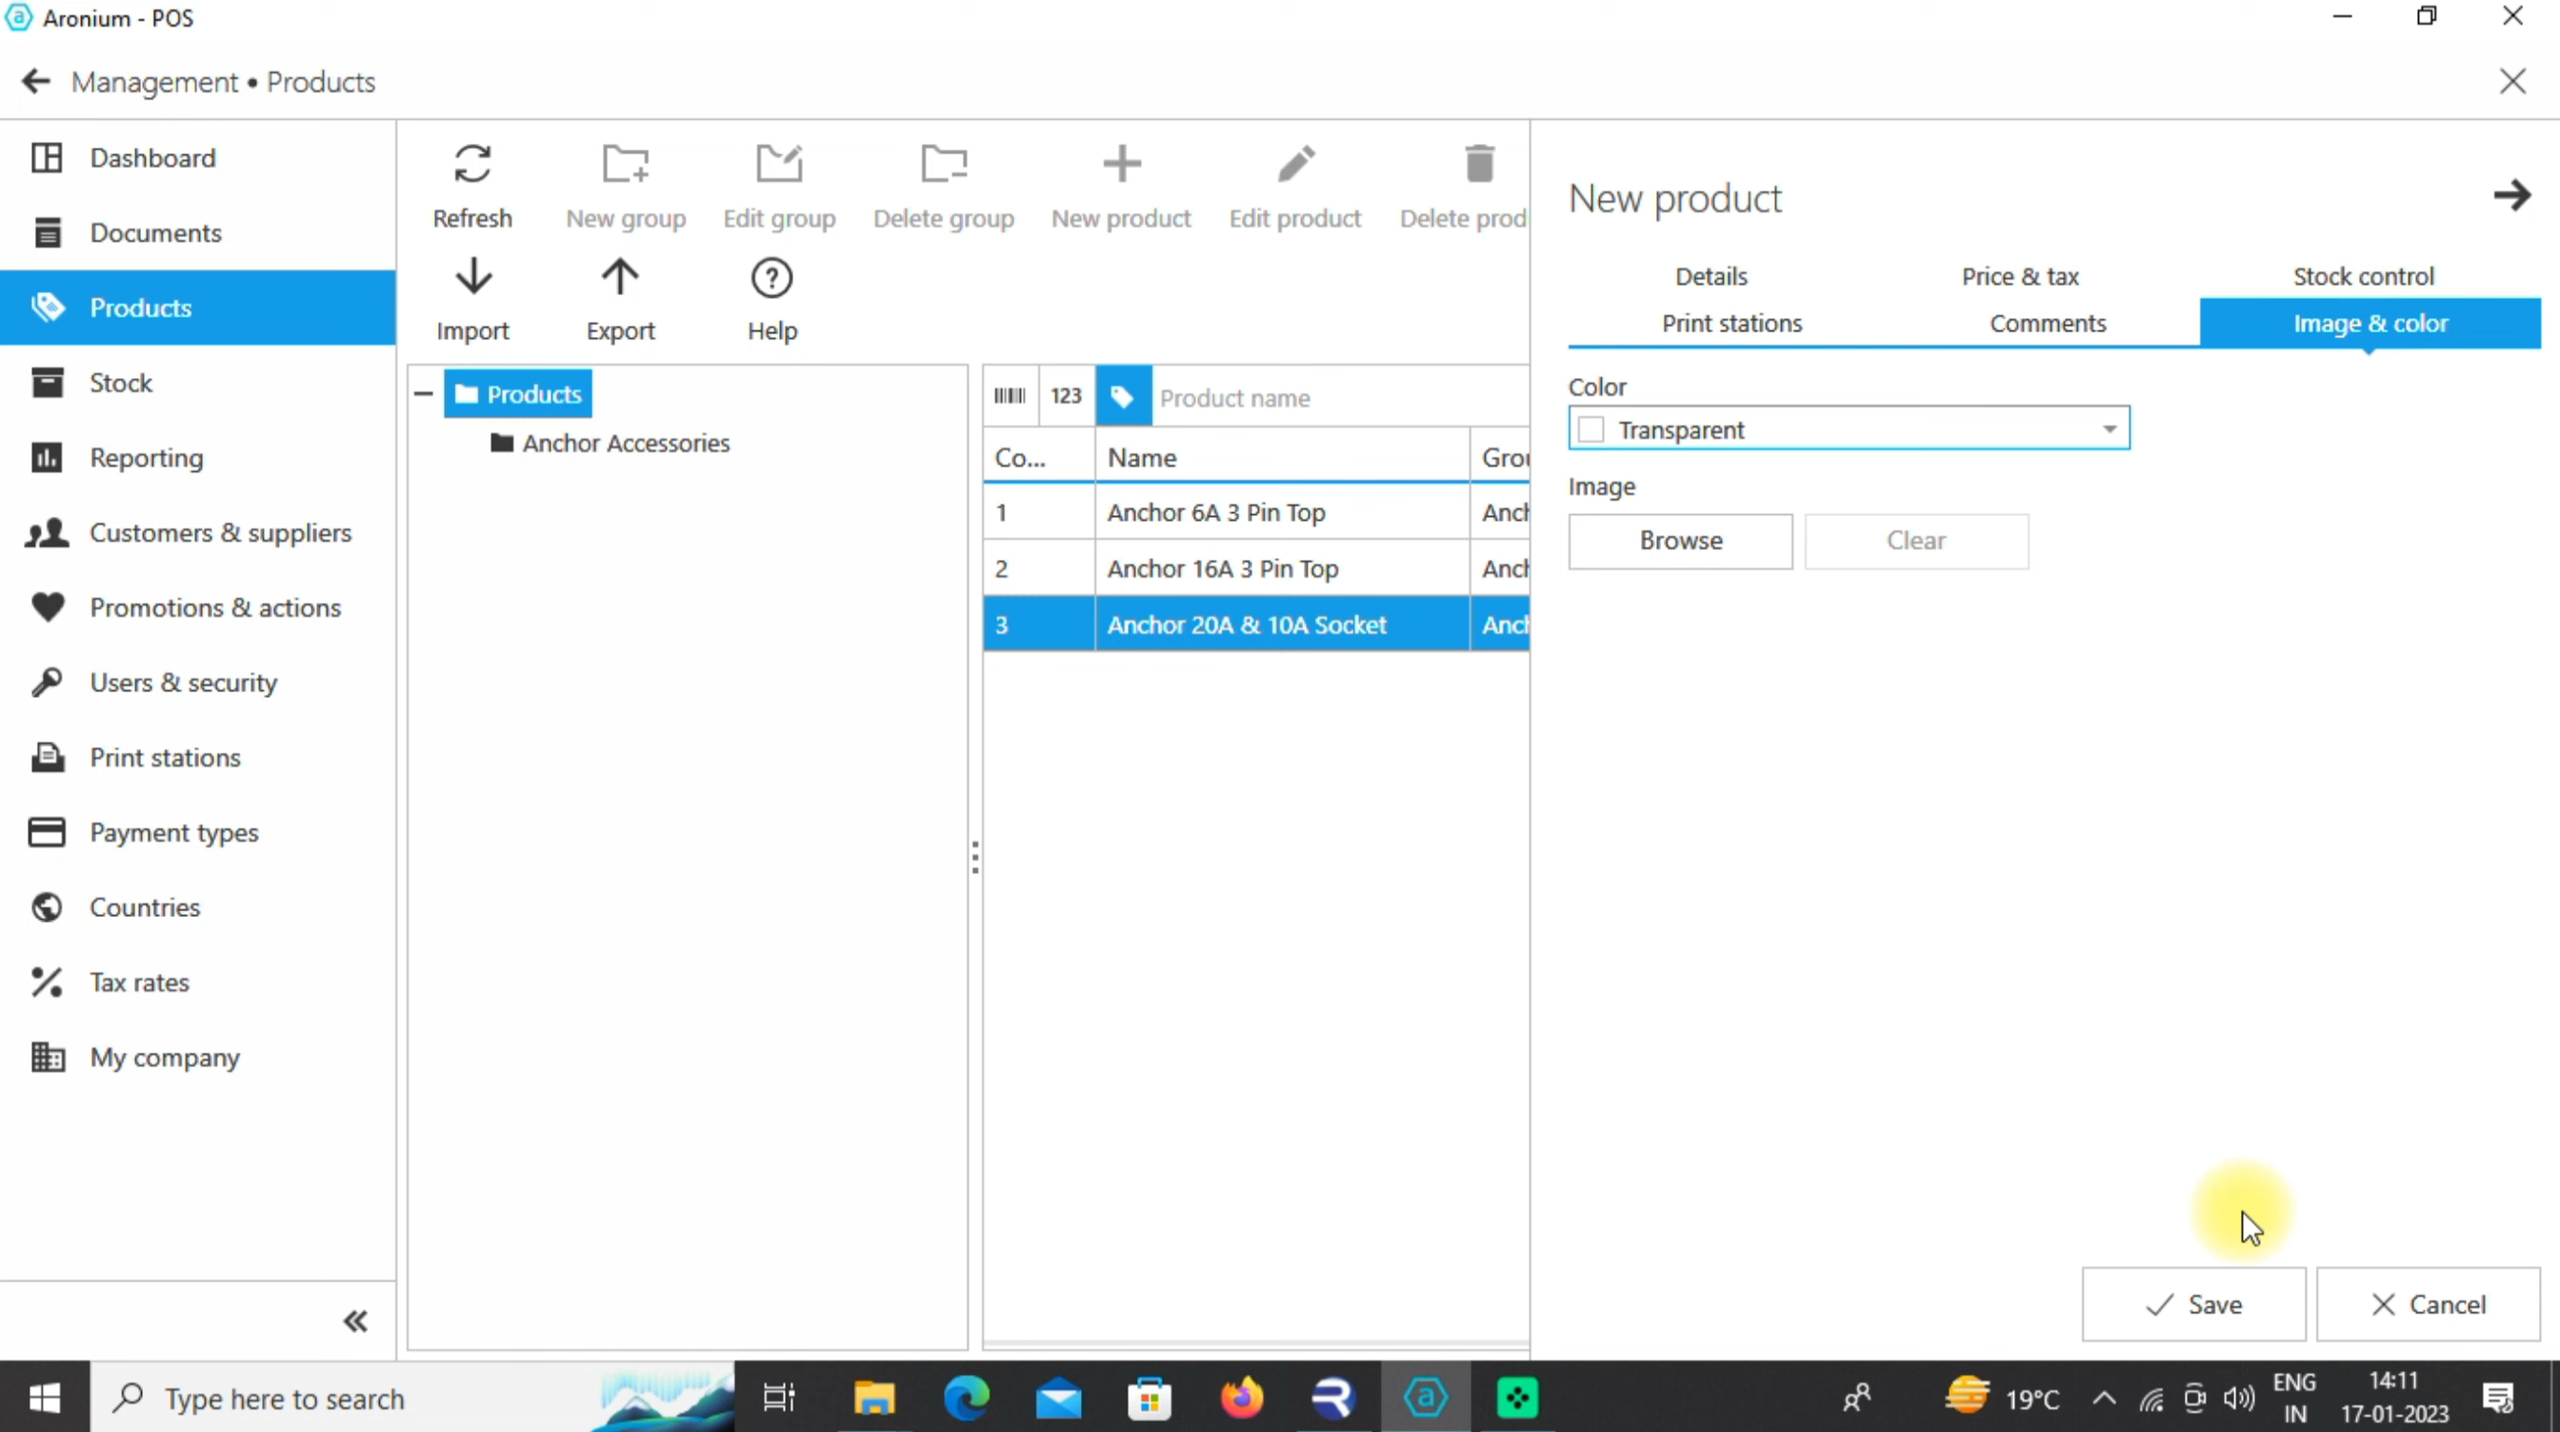 Aronium - POS
Management • Products
Dashboard
Documents
Products
Stock
Reporting
Customers & suppliers
Promotions & actions
Users & security
Print stations
Payment types
Countries
Tax rates
My company
Refresh
New group
Edit group
Delete group
New product
Edit product
Delete prod
Import
Export
Help
Products
Anchor Accessories
123
Product name
Co... Name Grou
1 Anchor 6A 3 Pin Top Anch
2 Anchor 16A 3 Pin Top Anch
3 Anchor 20A & 10A Socket Anch
New product
Details Price & tax Stock control
Print stations Comments Image & color
Color
Transparent
Image
Browse Clear
Save Cancel
Type here to search
19°C
ENG
IN
14:11
17-01-2023